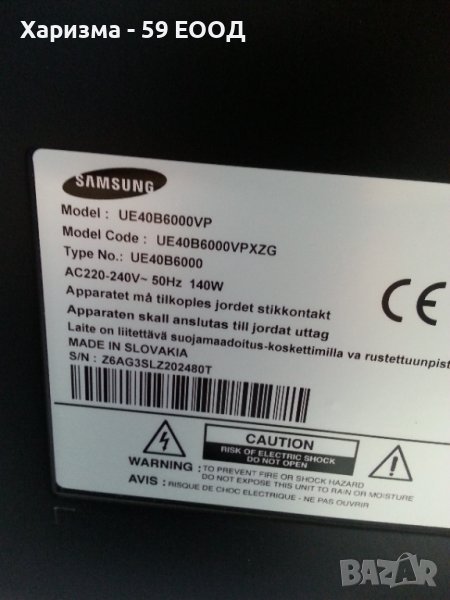 Харизма - 59 ЕООД
SAMSUNG
Model : UE40B6000VP
Model Code : UE40B6000VPXZG
Type No.: UE40B6000
AC220-240V~ 50Hz 140W
Apparatet må tilkoples jordet stikkontakt
Apparaten skall anslutas till jordat uttag
Laite on liitettävä suojamaadoitus-koskettimilla va rustettuunpist
MADE IN SLOVAKIA
S/N : Z6AG3SLZ202480T
CE
CAUTION
RISK OF ELECTRIC SHOCK
DO NOT OPEN
WARNING : TO PREVENT FIRE OR SHOCK HAZARD
DO NOT EXPOSE THIS UNIT TO RAIN OR MOISTURE
AVIS : RISQUE DE CHOC ELECTRIQUE - NE PAS OUVRIR
BAZAR